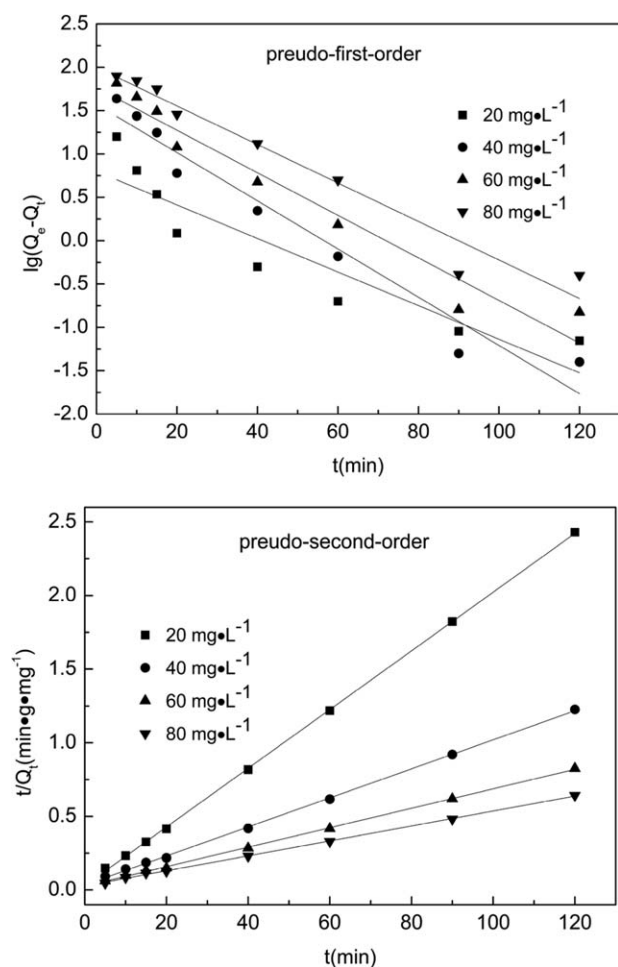 preudo-first-order
2.0
1.5
1.0
0.5
0.0
-0.5
-1.0
-1.5
-2.0
lg(Qe-Qt)
20 mg•L-1
40 mg•L-1
60 mg•L-1
80 mg•L-1
0 20 40 60 80 100 120
t(min)
preudo-second-order
2.5
2.0
1.5
1.0
0.5
0.0
t/Qt(min•g•mg-1)
20 mg•L-1
40 mg•L-1
60 mg•L-1
80 mg•L-1
0 20 40 60 80 100 120
t(min)